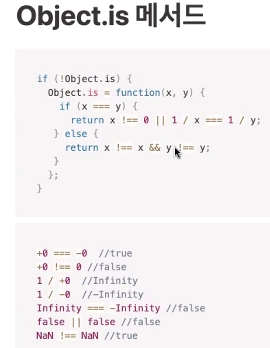 Object.is 메서드
if (!Object.is) {
Object.is = function(x, y) {
if (x === y) {
return x !== 0 || 1 / x === 1 / y;
} else {
return x !== x && y !== y;
}
};
}
+0 === -0 //true
+0 !== 0 //false
1 / +0 //Infinity
1 / -0 //-Infinity
Infinity === -Infinity //false
false || false //false
NaN !== NaN //true